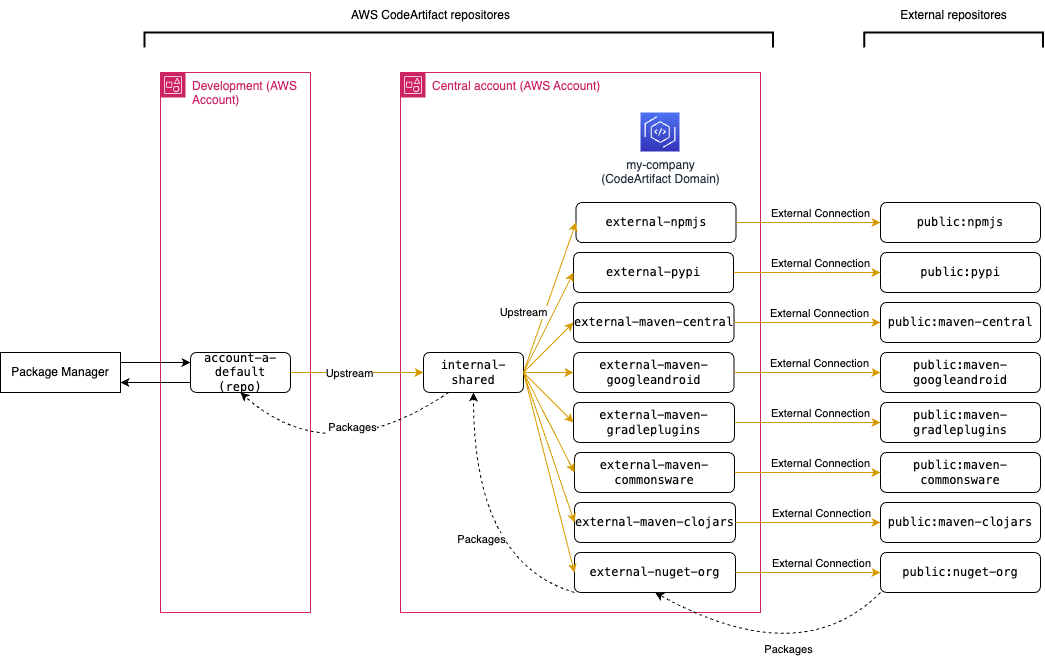 AWS CodeArtifact repositores
External repositores
Development (AWS
Account)
Central account (AWS Account)
my-company
(CodeArtifact Domain)
external-npmjs
External Connection
public:npmjs
external-pypi
External Connection
public:pypi
Upstream
external-maven-central
External Connection
public:maven-central
Package Manager
account-a-
default
(repo)
Upstream
internal-
shared
external-maven-
googleandroid
External Connection
public:maven-
googleandroid
Packages
external-maven-
gradleplugins
External Connection
public:maven-
gradleplugins
external-maven-
commonsware
External Connection
public:maven-
commonsware
Packages
external-maven-clojars
External Connection
public:maven-clojars
external-nuget-org
External Connection
public:nuget-org
Packages